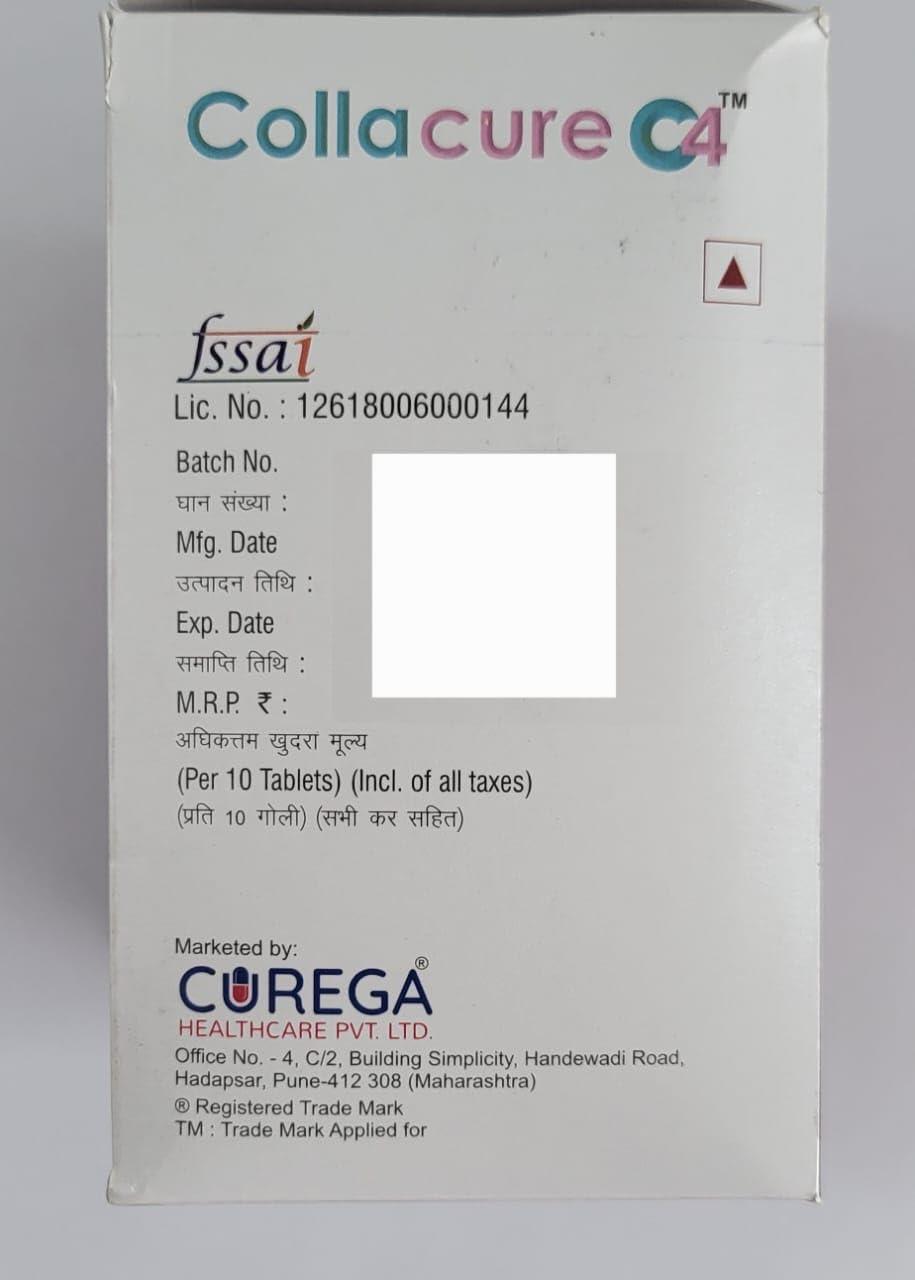 Collacure C4™
fssai
Lic. No. : 12618006000144
Batch No.
घान संख्या :
Mfg. Date
उत्पादन तिथि :
Exp. Date
समाप्ति तिथि :
M.R.P. ₹ :
अधिकत्तम खुदरा मूल्य
(Per 10 Tablets) (Incl. of all taxes)
(प्रति 10 गोली) (सभी कर सहित)
Marketed by:
CUREGA®
HEALTHCARE PVT. LTD.
Office No. - 4, C/2, Building Simplicity, Handewadi Road,
Hadapsar, Pune-412 308 (Maharashtra)
® Registered Trade Mark
TM : Trade Mark Applied for